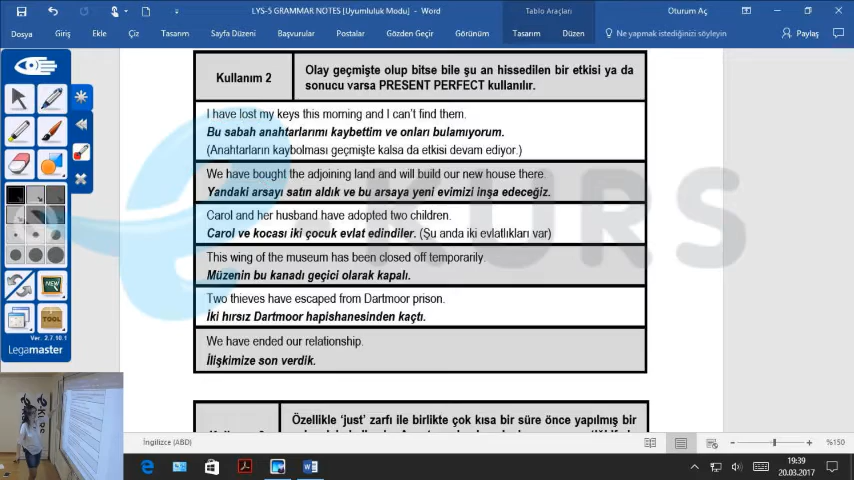 LYS-5 GRAMMAR NOTES [Uyumluluk Modu] - Word
Tablo Araçları
Oturum Aç
Dosya
Giriş
Ekle
Çiz
Tasarım
Sayfa Düzeni
Başvurular
Postalar
Gözden Geçir
Görünüm
Tasarım
Düzen
Ne yapmak istediğinizi söyleyin
Paylaş
Kullanım 2
Olay geçmişte olup bitse bile şu an hissedilen bir etkisi ya da
sonucu varsa PRESENT PERFECT kullanılır.
I have lost my keys this morning and I can't find them.
Bu sabah anahtarlarımı kaybettim ve onları bulamıyorum.
(Anahtarların kaybolması geçmişte kalsa da etkisi devam ediyor.)
We have bought the adjoining land and will build our new house there.
Yandaki arsayı satın aldık ve bu arsaya yeni evimizi inşa edeceğiz.
Carol and her husband have adopted two children.
Carol ve kocası iki çocuk evlat edindiler. (Şu anda iki evlatlıkları var)
This wing of the museum has been closed off temporarily.
Müzenin bu kanadı geçici olarak kapalı.
Two thieves have escaped from Dartmoor prison.
İki hırsız Dartmoor hapishanesinden kaçtı.
We have ended our relationship.
İlişkimize son verdik.
Özellikle 'just' zarfı ile birlikte çok kısa bir süre önce yapılmış bir
e KURS
NEW
TOOL
Ver. 2.7.10.1
Legamaster
İngilizce (ABD)
%150
19:39
20.03.2017